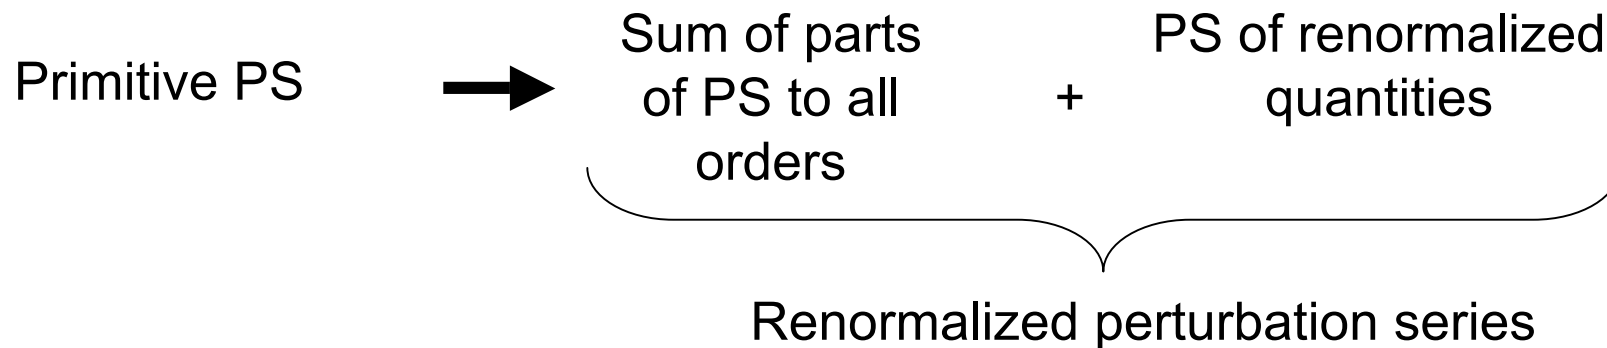 Primitive PS
Sum of parts
of PS to all
orders
+
PS of renormalized
quantities
Renormalized perturbation series